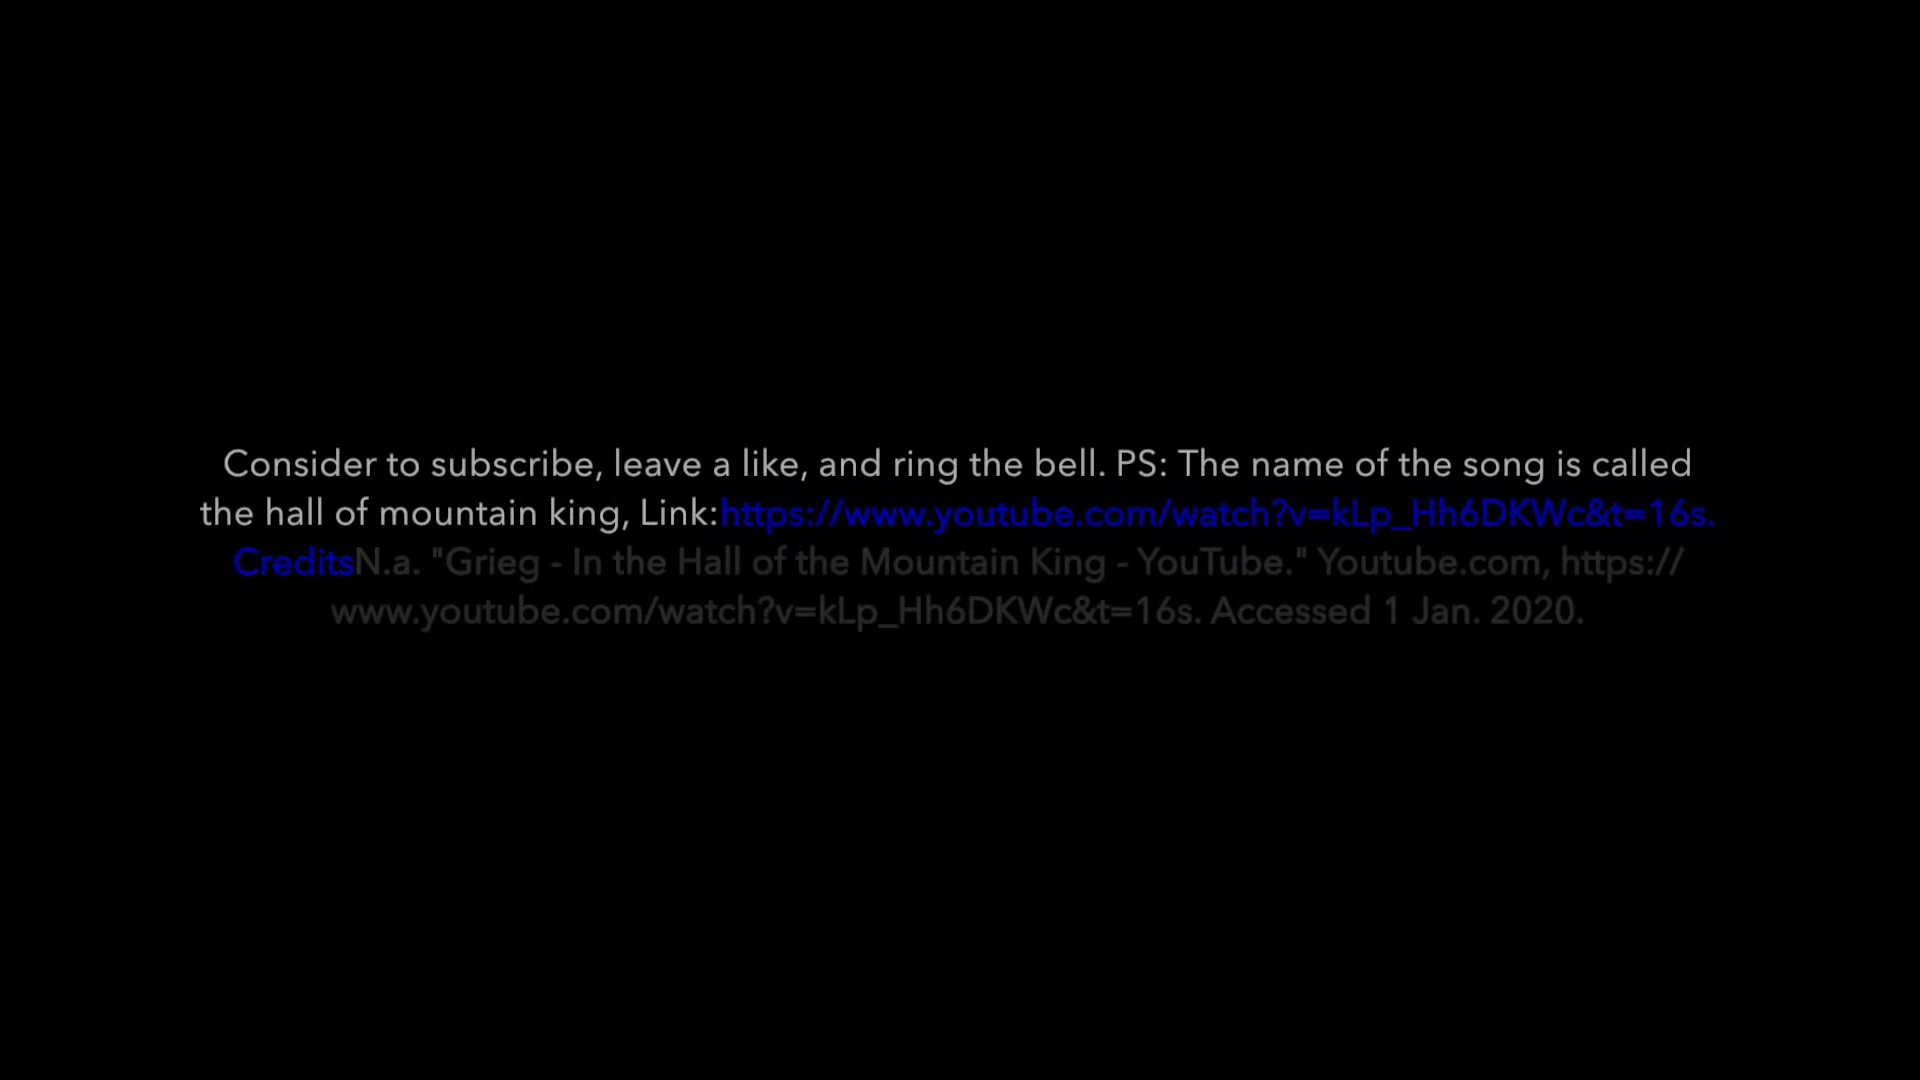 Consider to subscribe, leave a like, and ring the bell. PS: The name of the song is called
the hall of mountain king, Link:https://www.youtube.com/watch?v=kLp_Hh6DKWc&t=16s.
CreditsN.a. "Grieg - In the Hall of the Mountain King - YouTube." Youtube.com, https://
www.youtube.com/watch?v=kLp_Hh6DKWc&t=16s. Accessed 1 Jan. 2020.